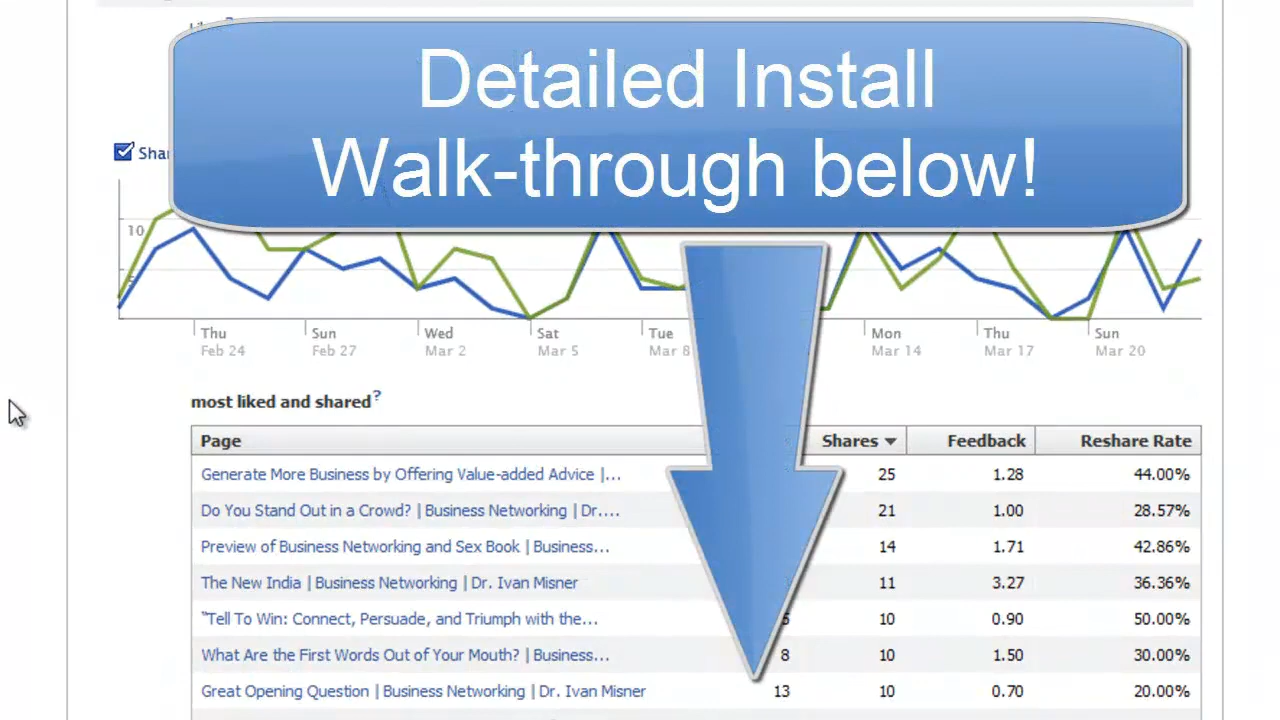 Detailed Install
Walk-through below!
10
Thu Sun Wed Sat Tue Mon Thu Sun
Feb 24 Feb 27 Mar 2 Mar 5 Mar 8 Mar 14 Mar 17 Mar 20
most liked and shared?
Page Shares Feedback Reshare Rate
Generate More Business by Offering Value-added Advice |... 25 1.28 44.00%
Do You Stand Out in a Crowd? | Business Networking | Dr.... 21 1.00 28.57%
Preview of Business Networking and Sex Book | Business... 14 1.71 42.86%
The New India | Business Networking | Dr. Ivan Misner 11 3.27 36.36%
"Tell To Win: Connect, Persuade, and Triumph with the... 10 0.90 50.00%
What Are the First Words Out of Your Mouth? | Business... 8 10 1.50 30.00%
Great Opening Question | Business Networking | Dr. Ivan Misner 13 10 0.70 20.00%